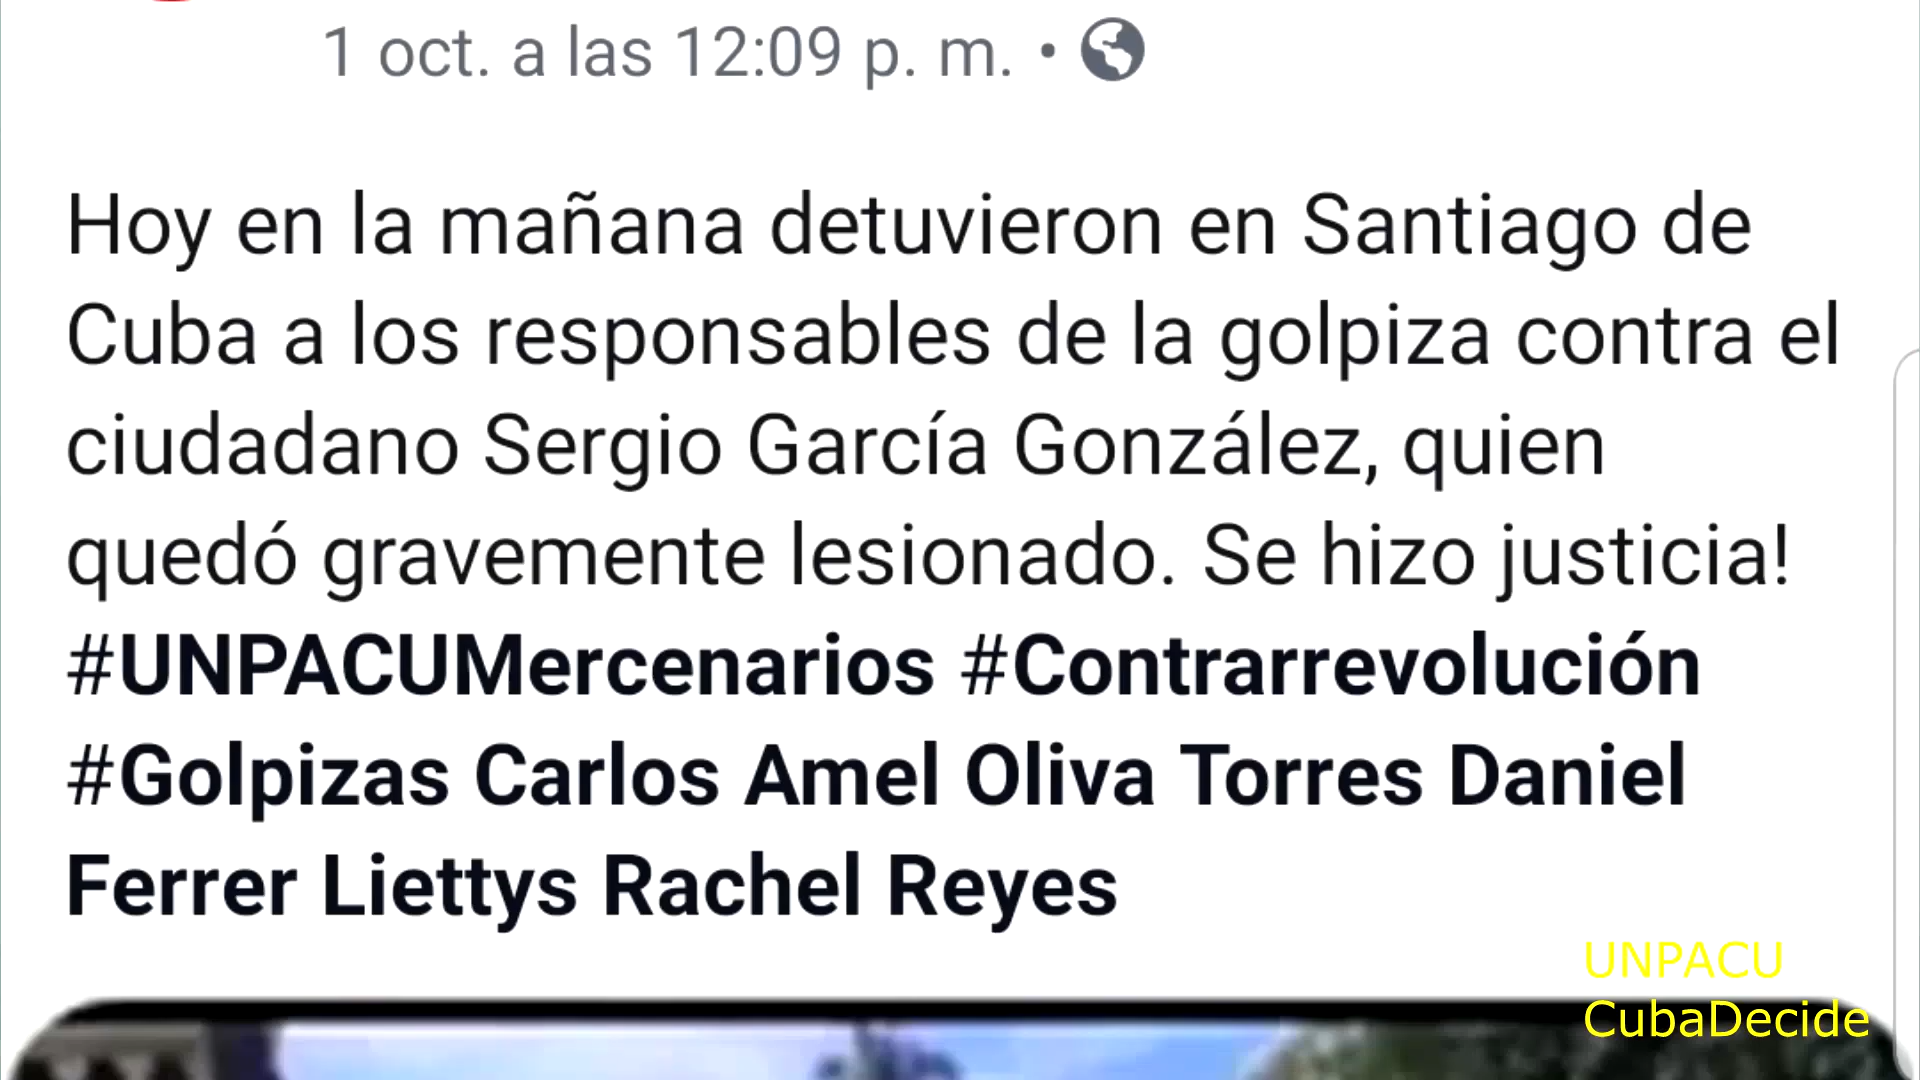 1 oct. a las 12:09 p. m. •
Hoy en la mañana detuvieron en Santiago de
Cuba a los responsables de la golpiza contra el
ciudadano Sergio García González, quien
quedó gravemente lesionado. Se hizo justicia!
#UNPACUMercenarios #Contrarrevolución
#Golpizas Carlos Amel Oliva Torres Daniel
Ferrer Liettys Rachel Reyes
UNPACU
CubaDecide